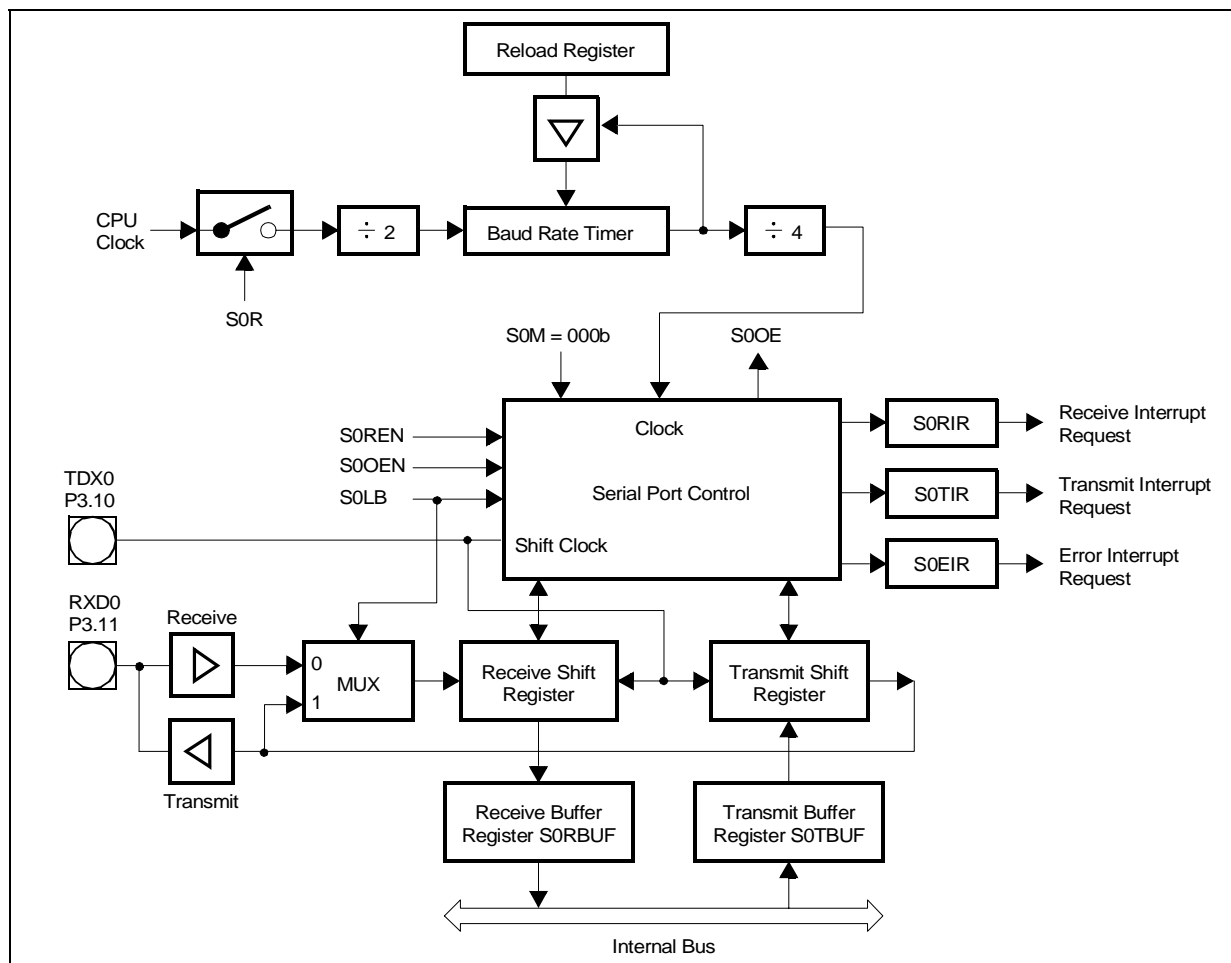 Reload Register
CPU
Clock
÷ 2
Baud Rate Timer
÷ 4
S0R
S0M = 000b
S0OE
S0REN
S0OEN
S0LB
Clock
Serial Port Control
Shift Clock
S0RIR
Receive Interrupt
Request
S0TIR
Transmit Interrupt
Request
S0EIR
Error Interrupt
Request
TDX0
P3.10
RXD0
P3.11
Receive
0
MUX
1
Receive Shift
Register
Transmit Shift
Register
Transmit
Receive Buffer
Register S0RBUF
Transmit Buffer
Register S0TBUF
Internal Bus